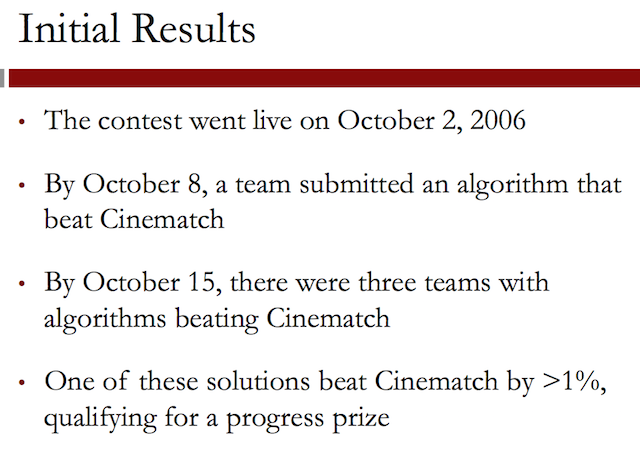 Initial Results
• The contest went live on October 2, 2006
• By October 8, a team submitted an algorithm that
beat Cinematch
• By October 15, there were three teams with
algorithms beating Cinematch
• One of these solutions beat Cinematch by >1%,
qualifying for a progress prize